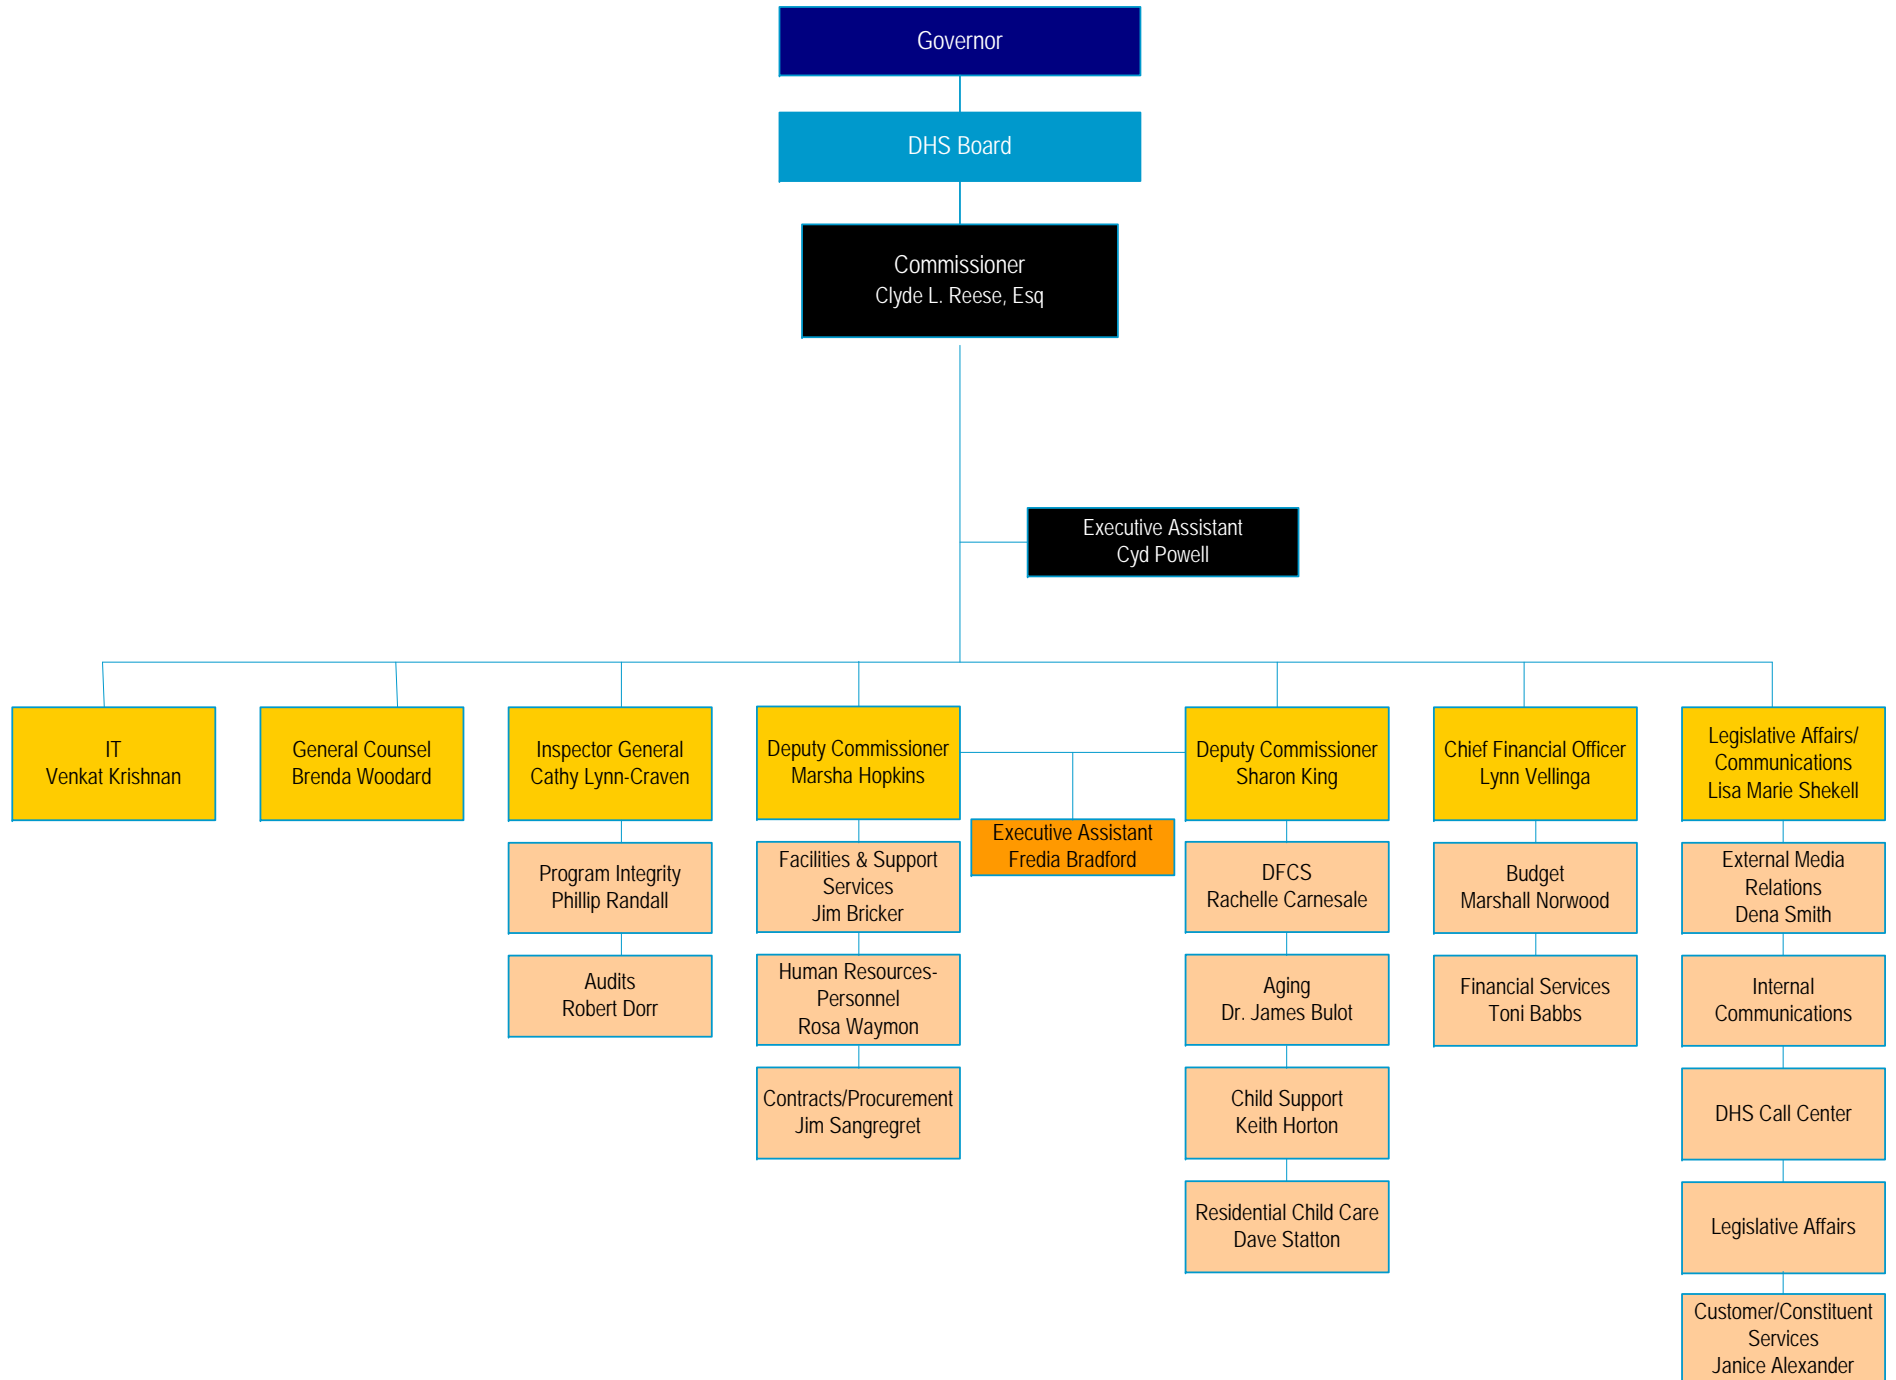 Governor
DHS Board
Commissioner
Clyde L. Reese, Esq
Executive Assistant
Cyd Powell
IT
Venkat Krishnan
General Counsel
Brenda Woodard
Inspector General
Cathy Lynn-Craven
Deputy Commissioner
Marsha Hopkins
Deputy Commissioner
Sharon King
Chief Financial Officer
Lynn Vellinga
Legislative Affairs/
Communications
Lisa Marie Shekell
Executive Assistant
Fredia Bradford
Program Integrity
Phillip Randall
Facilities & Support
Services
Jim Bricker
DFCS
Rachelle Carnesale
Budget
Marshall Norwood
External Media
Relations
Dena Smith
Audits
Robert Dorr
Human Resources-
Personnel
Rosa Waymon
Aging
Dr. James Bulot
Financial Services
Toni Babbs
Internal
Communications
Contracts/Procurement
Jim Sangregret
Child Support
Keith Horton
DHS Call Center
Residential Child Care
Dave Statton
Legislative Affairs
Customer/Constituent
Services
Janice Alexander